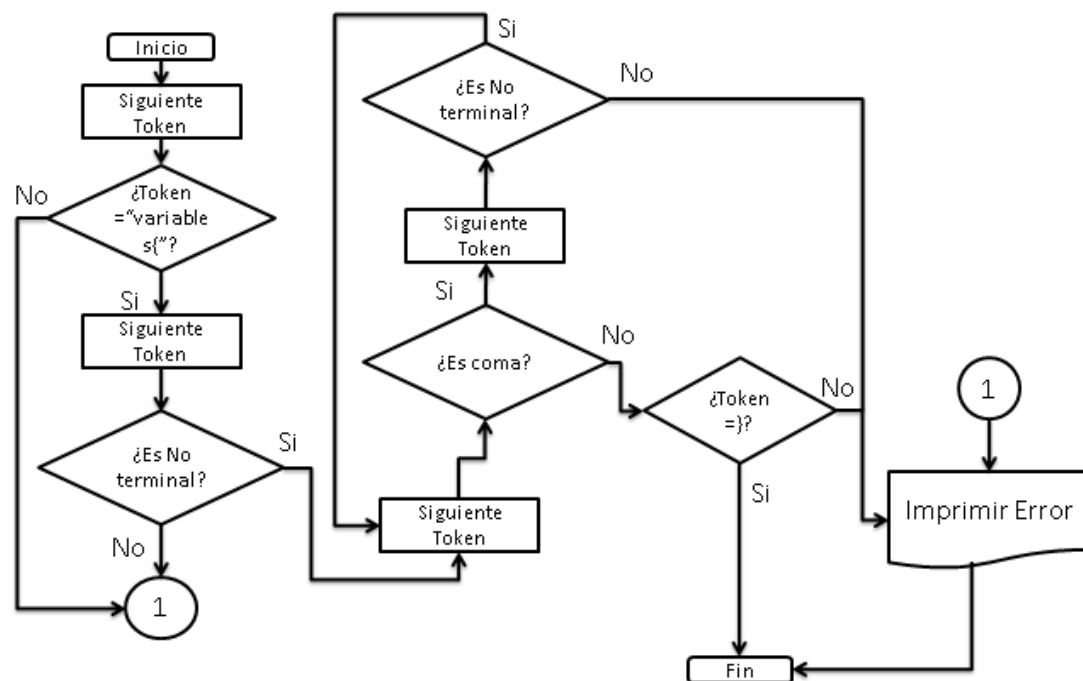 Inicio
Siguiente
Token
No
¿Token
=“variable
s{”?
Si
Siguiente
Token
¿Es No
terminal?
Si
No
1
Si
¿Es No
terminal?
No
Siguiente
Token
Si
¿Es coma?
No
Siguiente
Token
¿Token
=}?
No
Si
1
Imprimir Error
Fin